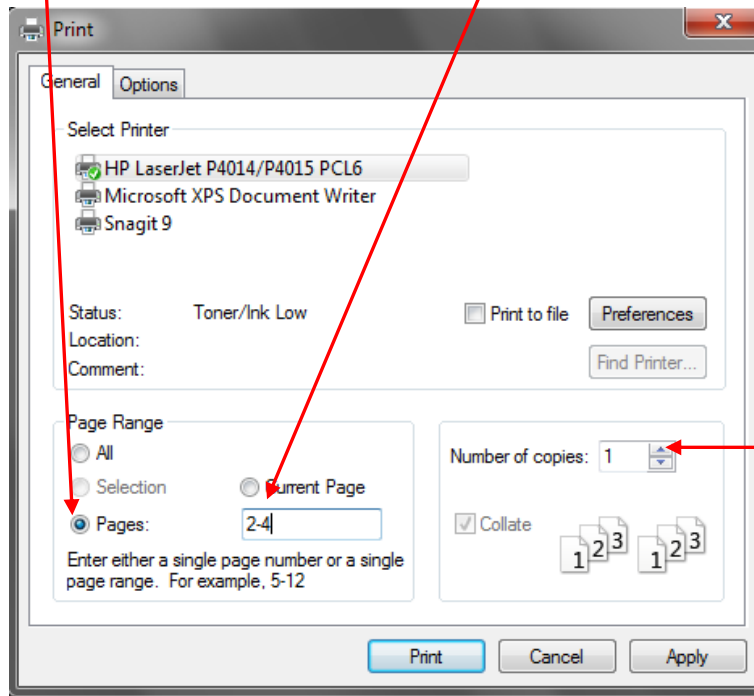 Print
X
General Options
Select Printer
HP LaserJet P4014/P4015 PCL6
Microsoft XPS Document Writer
Snagit 9
Status: Toner/Ink Low Print to file Preferences
Location:
Comment: Find Printer...
Page Range
All
Number of copies: 1
Selection Current Page
Pages: 2-4
Collate
1 2 3 1 2 3
Enter either a single page number or a single
page range. For example, 5-12
Print Cancel Apply